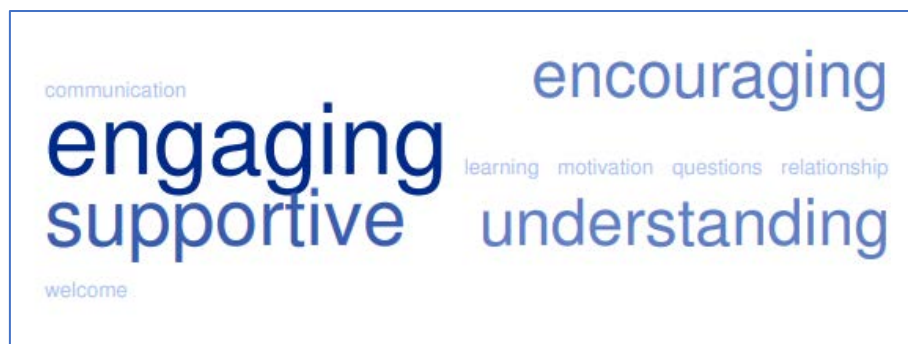 encouraging
communication
engaging
learning motivation questions relationship
supportive
understanding
welcome